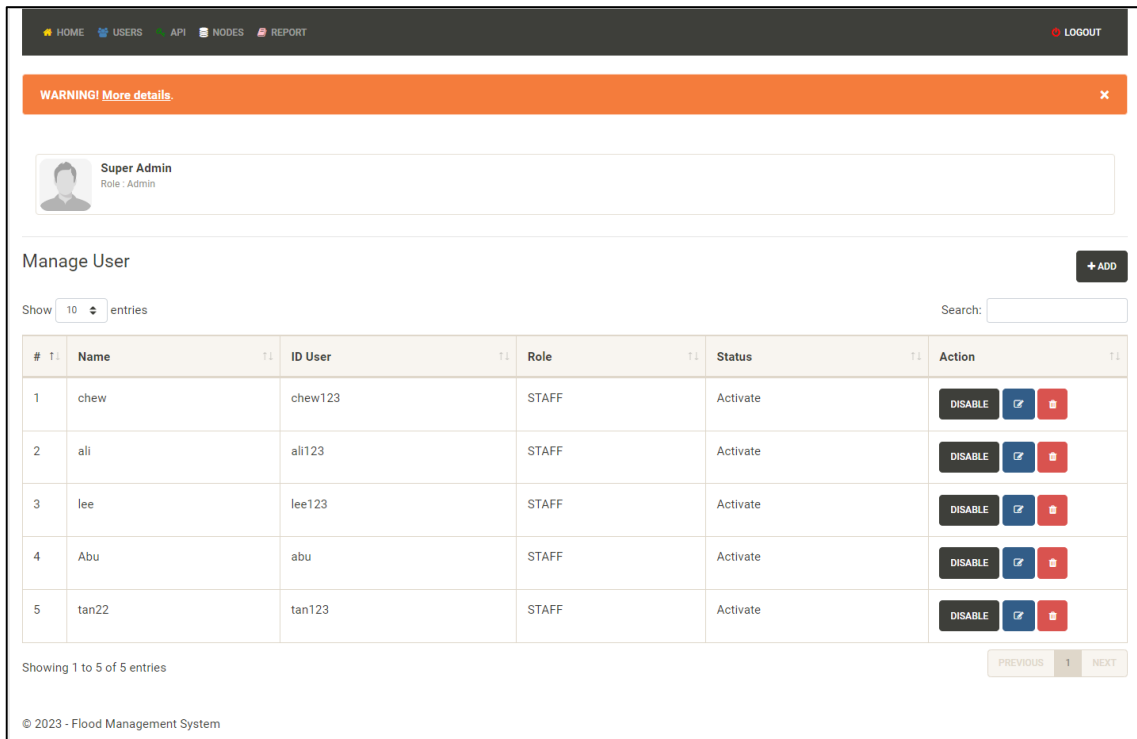 HOME USERS API NODES REPORT LOGOUT
WARNING! More details. ×
Super Admin
Role : Admin
Manage User
+ ADD
Show 10 entries Search:
# Name ID User Role Status Action
1 chew chew123 STAFF Activate DISABLE
2 ali ali123 STAFF Activate DISABLE
3 lee lee123 STAFF Activate DISABLE
4 Abu abu STAFF Activate DISABLE
5 tan22 tan123 STAFF Activate DISABLE
Showing 1 to 5 of 5 entries PREVIOUS 1 NEXT
© 2023 - Flood Management System